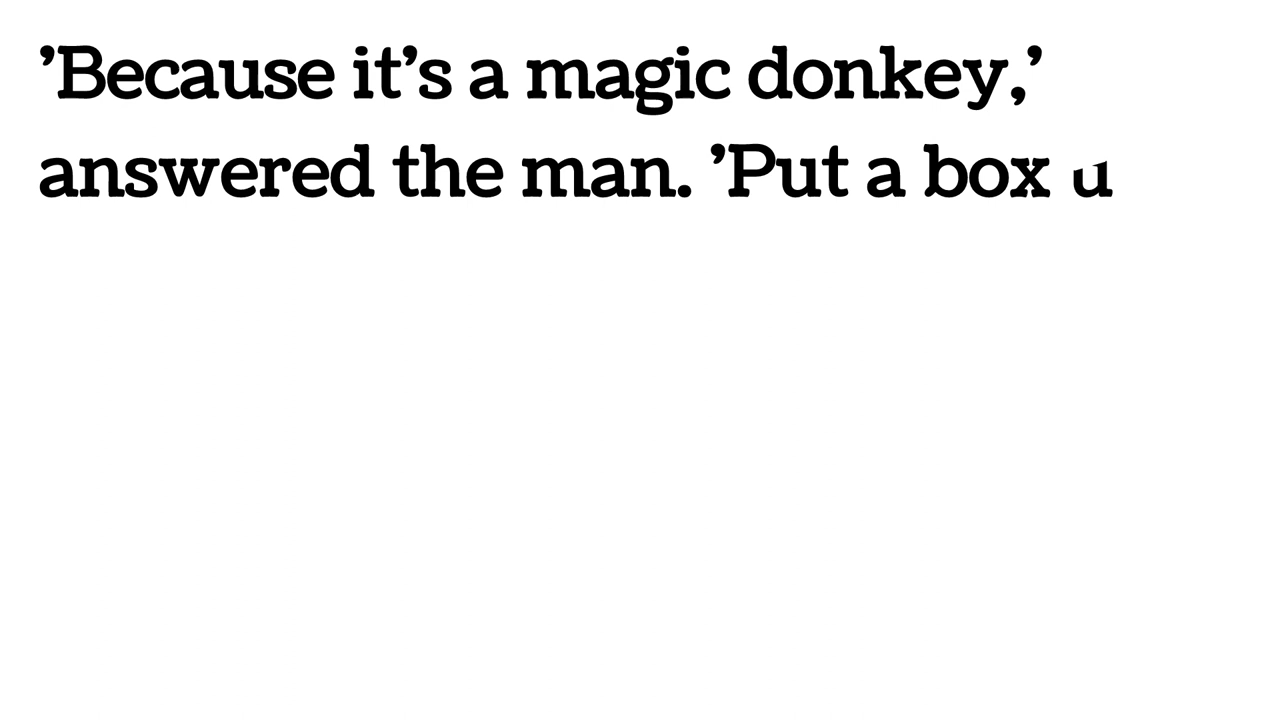 ’Because it’s a magic donkey,’
answered the man. ’Put a box